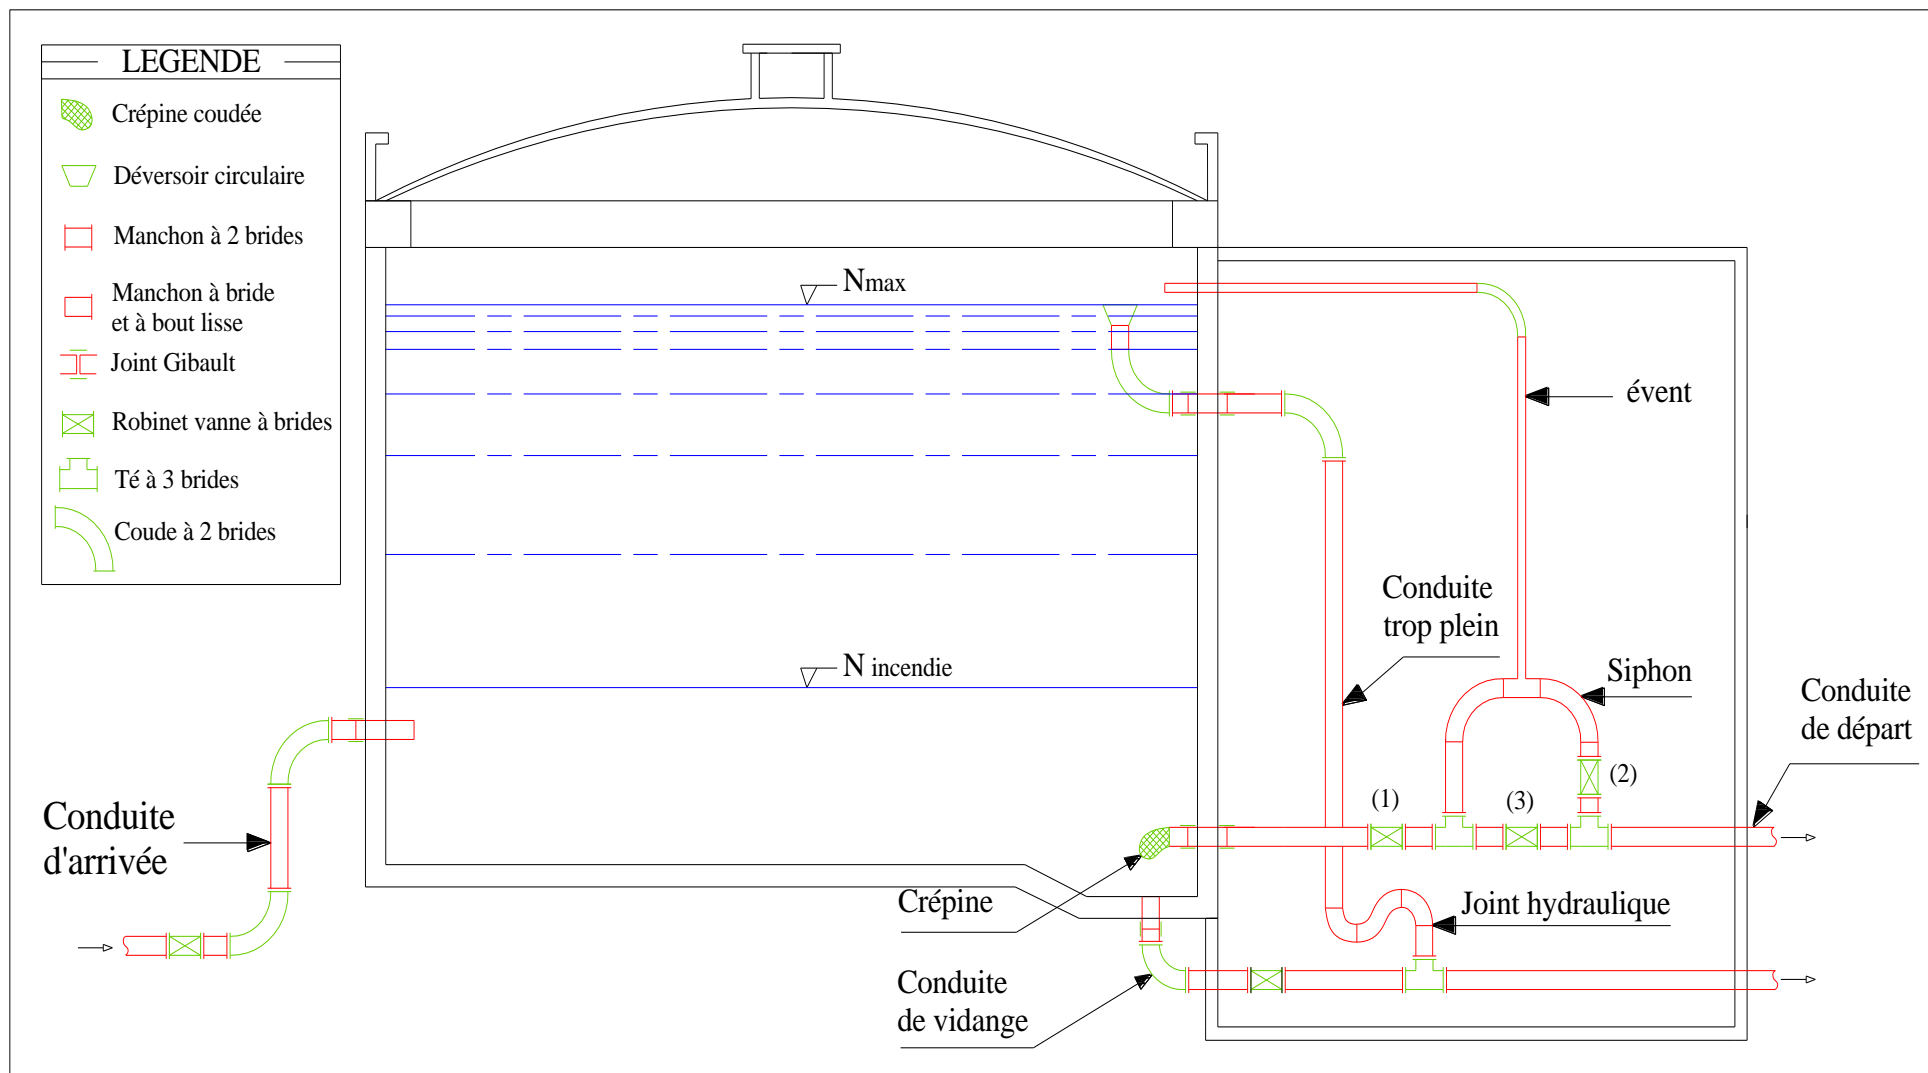 LEGENDE
Crépine coudée
Déversoir circulaire
Manchon à 2 brides
Manchon à bride
et à bout lisse
Joint Gibault
Robinet vanne à brides
Té à 3 brides
Coude à 2 brides
Nmax
N incendie
évent
Conduite
trop plein
Siphon
Conduite
de départ
(1)
(3)
(2)
Conduite
d'arrivée
Crépine
Joint hydraulique
Conduite
de vidange